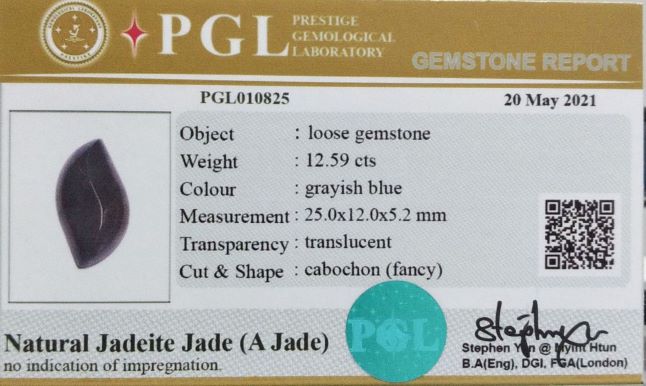 PGL
PRESTIGE
GEMOLOGICAL
LABORATORY
GEMSTONE REPORT
PGL010825
20 May 2021
Object : loose gemstone
Weight : 12.59 cts
Colour : grayish blue
Measurement : 25.0x12.0x5.2 mm
Transparency : translucent
Cut & Shape : cabochon (fancy)
PGL
Natural Jadeite Jade (A Jade)
no indication of impregnation.
Stephen @ Myint Htun
B.A(Eng), DGI, FGA(London)